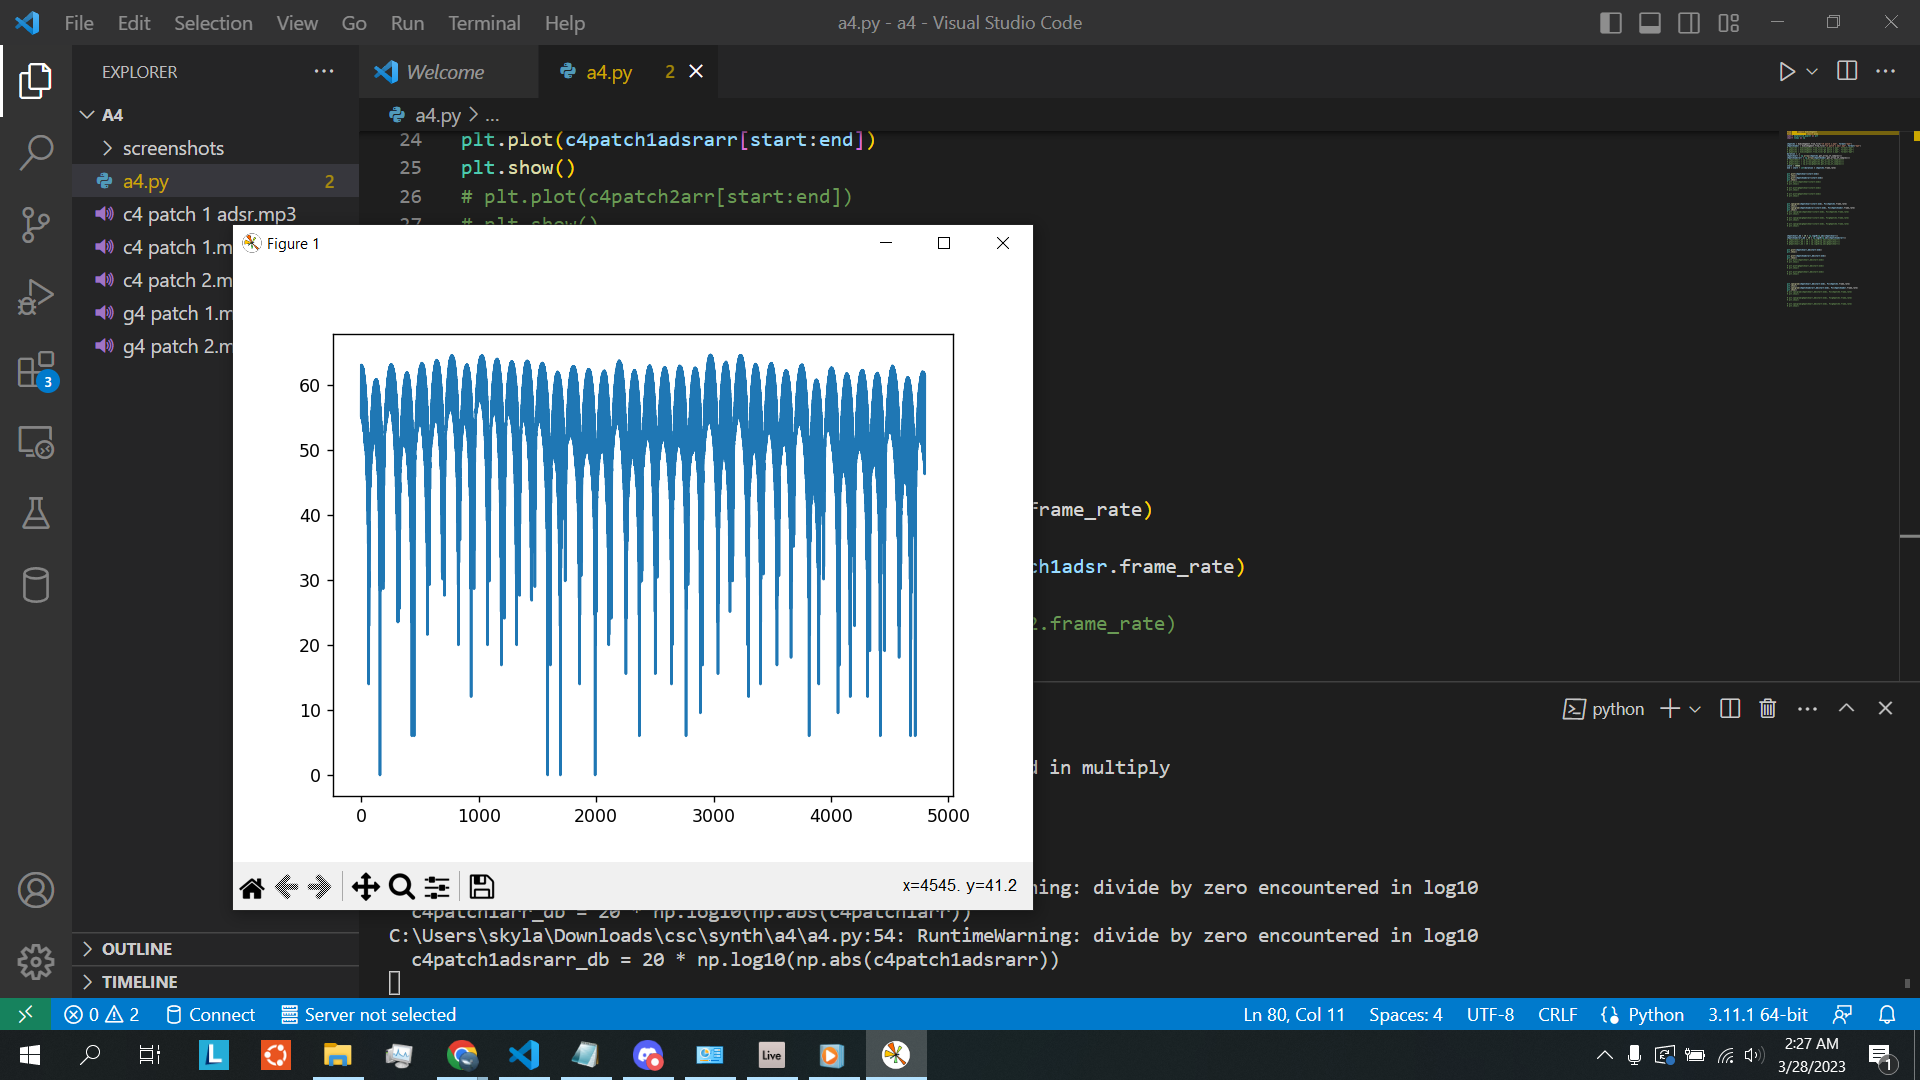 File Edit Selection View Go Run Terminal Help
a4.py - a4 - Visual Studio Code
EXPLORER
A4
screenshots
a4.py 2
c4 patch 1 adsr.mp3
c4 patch 1.m
c4 patch 2.m
g4 patch 1.m
g4 patch 2.m
OUTLINE
TIMELINE
3
Welcome
a4.py 2
a4.py > ...
24 plt.plot(c4patch1adsrarr[start:end])
25 plt.show()
26 # plt.plot(c4patch2arr[start:end])
27 # plt.show()
frame_rate)
ch1adsr.frame_rate)
2.frame_rate)
Figure 1
60
50
40
30
20
10
0
0 1000 2000 3000 4000 5000
x=4545. y=41.2
python
d in multiply
ning: divide by zero encountered in log10
c4patch1arr_db = 20 * np.log10(np.abs(c4patch1arr))
C:\Users\skyla\Downloads\csc\synth\a4\a4.py:54: RuntimeWarning: divide by zero encountered in log10
c4patch1adsrarr_db = 20 * np.log10(np.abs(c4patch1adsrarr))
0 2 Connect Server not selected
Ln 80, Col 11 Spaces: 4 UTF-8 CRLF Python 3.11.1 64-bit
L
Live
2:27 AM
3/28/2023
1